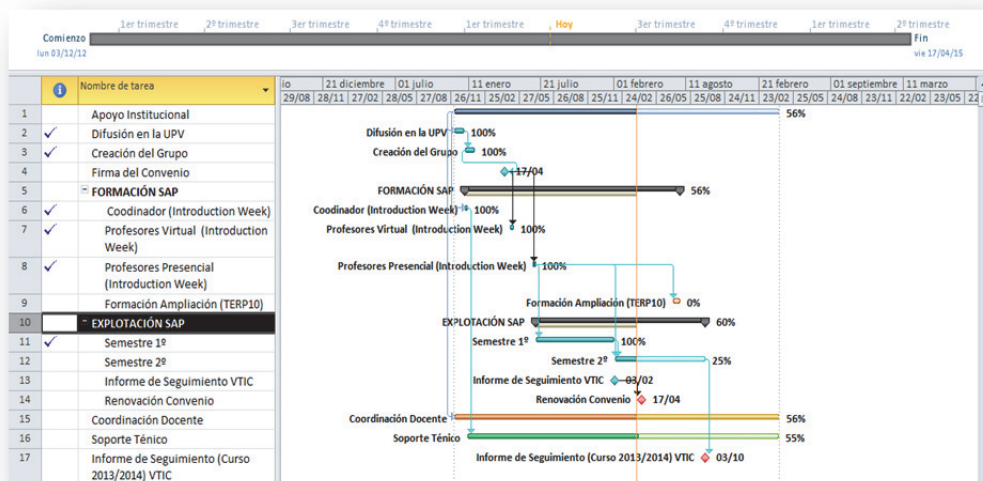 1er trimestre 2º trimestre 3er trimestre 4º trimestre 1er trimestre Hoy 3er trimestre 4º trimestre 1er trimestre 2º trimestre
Comienzo Fin
lun 03/12/12 vie 17/04/15
Nombre de tarea io 21 diciembre 01 julio 11 enero 21 julio 01 febrero 11 agosto 21 febrero 01 septiembre 11 marzo
29/08 28/11 27/02 28/05 27/08 26/11 25/02 27/05 26/08 25/11 24/02 26/05 25/08 24/11 23/02 25/05 24/08 23/11 22/02 23/05 22
1 Apoyo Institucional 56%
2 Difusión en la UPV Difusión en la UPV 100%
3 Creación del Grupo Creación del Grupo 100%
4 Firma del Convenio 17/04
5 FORMACIÓN SAP FORMACIÓN SAP 56%
6 Coodinador (Introduction Week) Coodinador (Introduction Week) 100%
7 Profesores Virtual (Introduction Profesores Virtual (Introduction Week) 100%
Week)
8 Profesores Presencial Profesores Presencial (Introduction Week) 100%
(Introduction Week)
9 Formación Ampliación (TERP10) Formación Ampliación (TERP10) 0%
10 EXPLOTACIÓN SAP EXPLOTACIÓN SAP 60%
11 Semestre 1º Semestre 1º 100%
12 Semestre 2º Semestre 2º 25%
13 Informe de Seguimiento VTIC Informe de Seguimiento VTIC 03/02
14 Renovación Convenio Renovación Convenio 17/04
15 Coordinación Docente Coordinación Docente 56%
16 Soporte Ténico Soporte Ténico 55%
17 Informe de Seguimiento (Curso Informe de Seguimiento (Curso 2013/2014) VTIC 03/10
2013/2014) VTIC